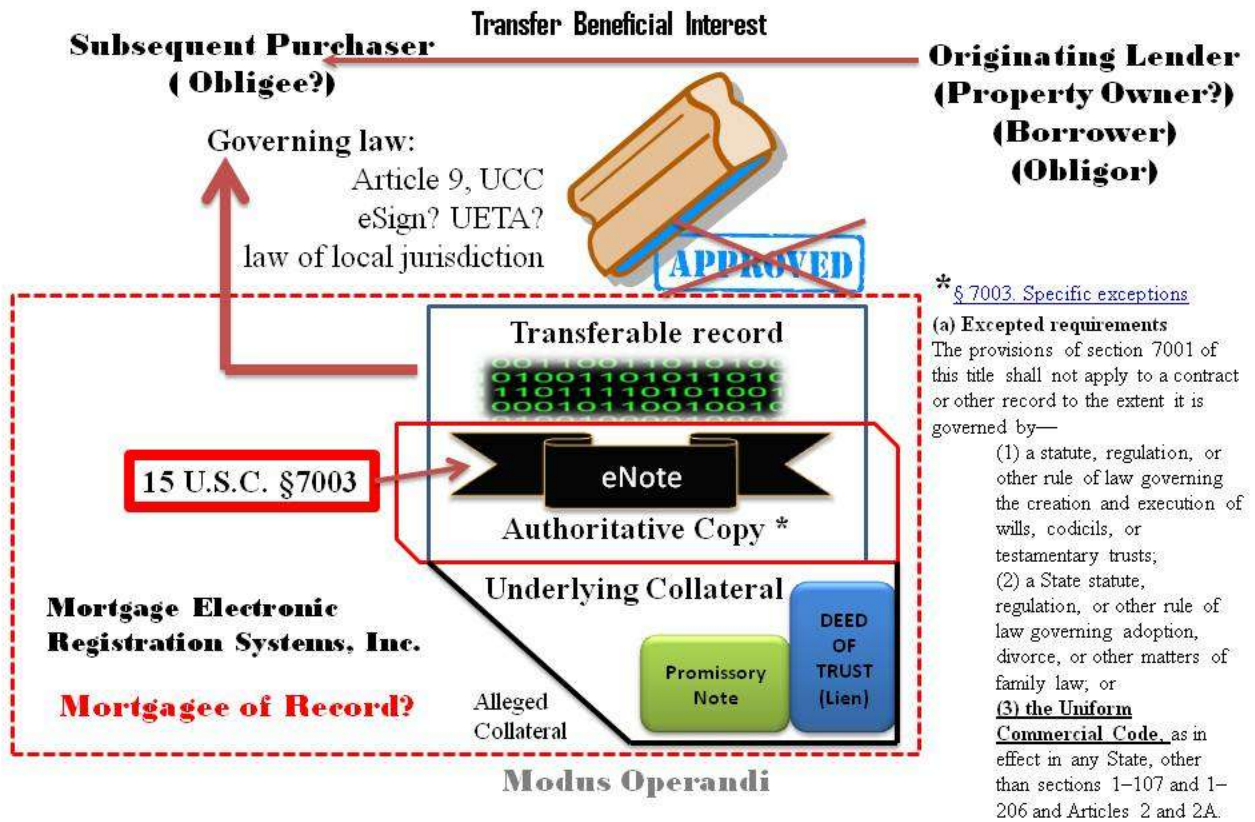 Transfer Beneficial Interest
Subsequent Purchaser
( Obligee?)
Originating Lender
(Property Owner?)
(Borrower)
(Obligor)
Governing law:
Article 9, UCC
eSign? UETA?
law of local jurisdiction
APPROVED
Transferable record
0100110101101
1101110101001
0001011001001
15 U.S.C. §7003
eNote
Authoritative Copy *
Underlying Collateral
Mortgage Electronic
Registration Systems, Inc.
Mortgagee of Record?
Alleged
Collateral
Promissory
Note
DEED
OF
TRUST
(Lien)
Modus Operandi
* § 7003. Specific exceptions
(a) Excepted requirements
The provisions of section 7001 of
this title shall not apply to a contract
or other record to the extent it is
governed by—
(1) a statute, regulation, or
other rule of law governing
the creation and execution of
wills, codicils, or
testamentary trusts;
(2) a State statute,
regulation, or other rule of
law governing adoption,
divorce, or other matters of
family law; or
(3) the Uniform
Commercial Code, as in
effect in any State, other
than sections 1–107 and 1–
206 and Articles 2 and 2A.